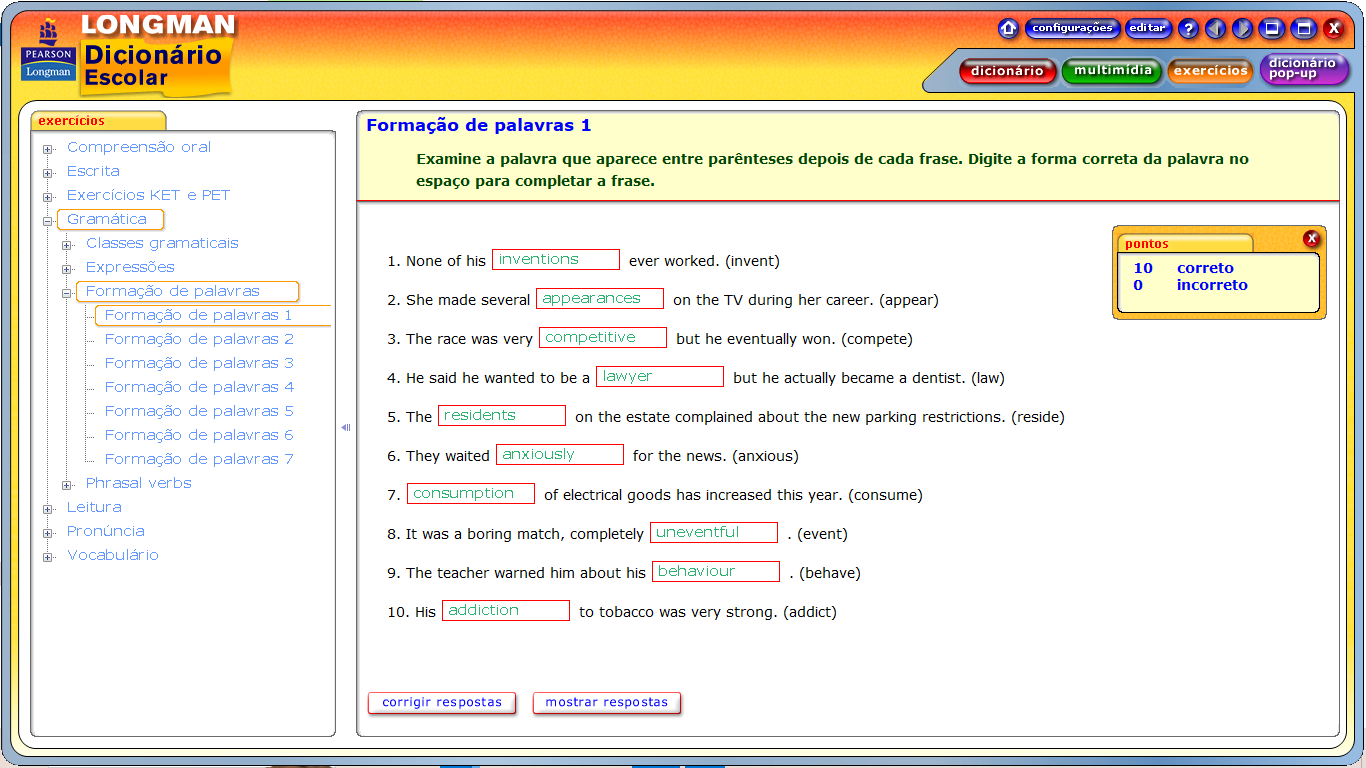 LONGMAN
Dicionário
Escolar
PEARSON
Longman
configurações editar ? X
dicionário multimídia exercícios dicionário pop-up
exercícios
Compreensão oral
Escrita
Exercícios KET e PET
Gramática
Classes gramaticais
Expressões
Formação de palavras
Formação de palavras 1
Formação de palavras 2
Formação de palavras 3
Formação de palavras 4
Formação de palavras 5
Formação de palavras 6
Formação de palavras 7
Phrasal verbs
Leitura
Pronúncia
Vocabulário
Formação de palavras 1
Examine a palavra que aparece entre parênteses depois de cada frase. Digite a forma correta da palavra no
espaço para completar a frase.
1. None of his inventions ever worked. (invent)
2. She made several appearances on the TV during her career. (appear)
3. The race was very competitive but he eventually won. (compete)
4. He said he wanted to be a lawyer but he actually became a dentist. (law)
5. The residents on the estate complained about the new parking restrictions. (reside)
6. They waited anxiously for the news. (anxious)
7. consumption of electrical goods has increased this year. (consume)
8. It was a boring match, completely uneventful . (event)
9. The teacher warned him about his behaviour . (behave)
10. His addiction to tobacco was very strong. (addict)
pontos X
10 correto
0 incorreto
corrigir respostas mostrar respostas